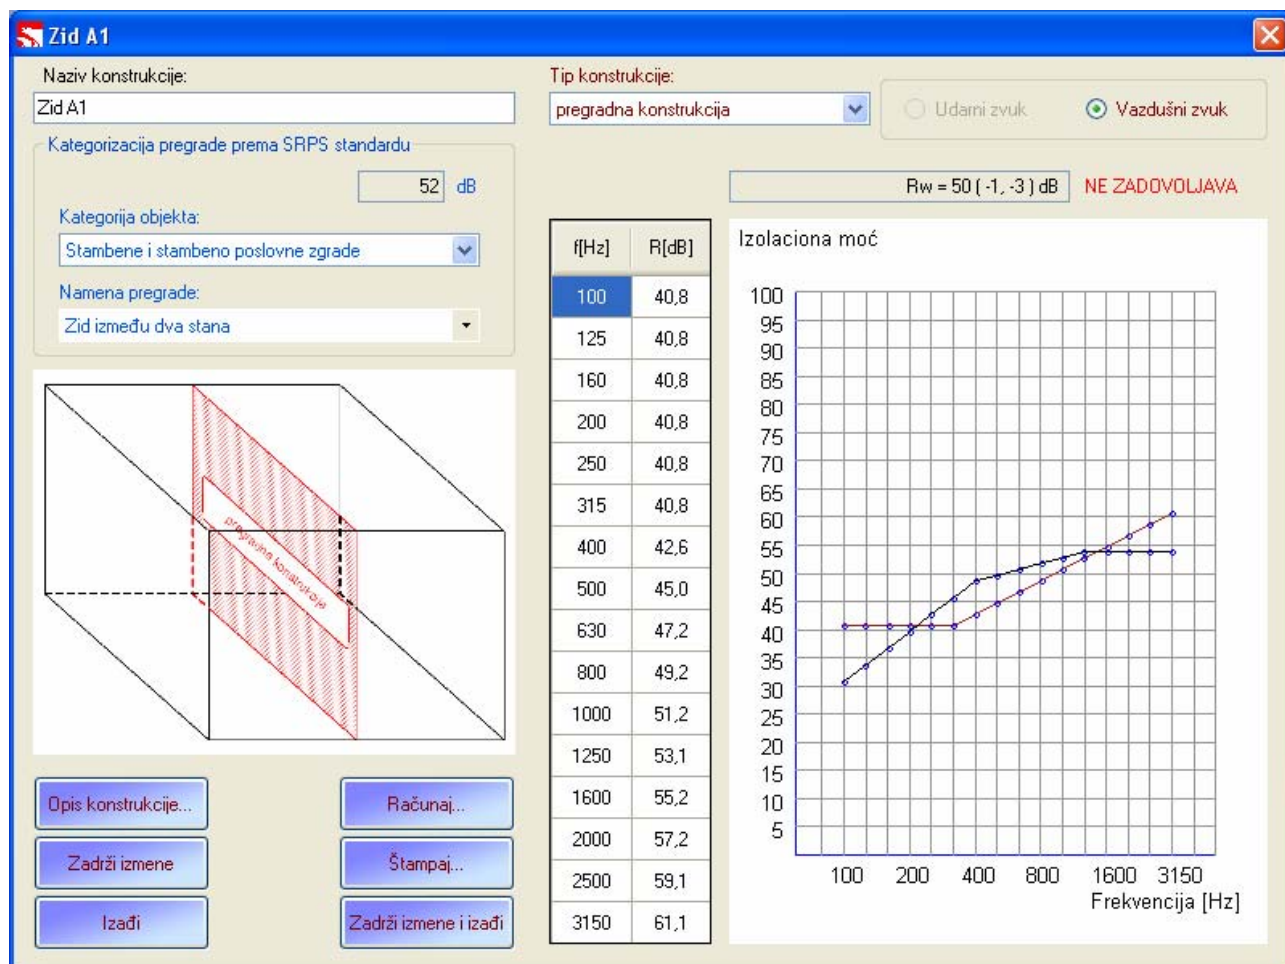 Zid A1
Naziv konstrukcije:
Zid A1
Tip konstrukcije:
pregradna konstrukcija
Udarni zvuk
Vazdušni zvuk
Kategorizacija pregrade prema SRPS standardu
52 dB
Kategorija objekta:
Stambene i stambeno poslovne zgrade
Namena pregrade:
Zid između dva stana
pregradna konstrukcija
Opis konstrukcije...
Računaj...
Zadrži izmene
Štampaj...
Izađi
Zadrži izmene i izađi
Rw = 50 ( -1, -3 ) dB NE ZADOVOLJAVA
f[Hz] R[dB]
100 40,8
125 40,8
160 40,8
200 40,8
250 40,8
315 40,8
400 42,6
500 45,0
630 47,2
800 49,2
1000 51,2
1250 53,1
1600 55,2
2000 57,2
2500 59,1
3150 61,1
Izolaciona moć
100
95
90
85
80
75
70
65
60
55
50
45
40
35
30
25
20
15
10
5
100 200 400 800 1600 3150
Frekvencija [Hz]